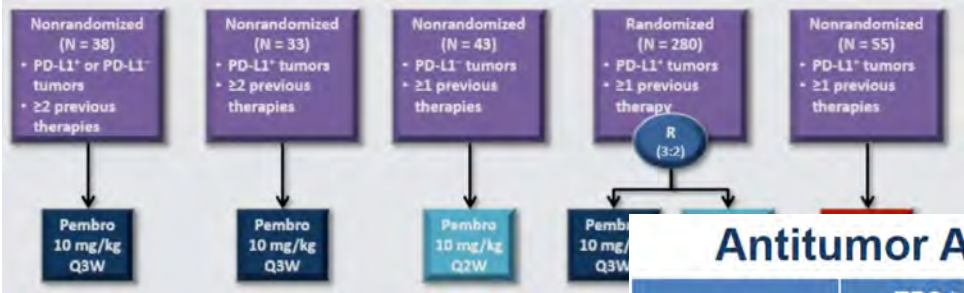 Nonrandomized
(N = 38)
• PD-L1⁺ or PD-L1⁻
tumors
• ≥2 previous
therapies
Nonrandomized
(N = 33)
• PD-L1⁺ tumors
• ≥2 previous
therapies
Nonrandomized
(N = 43)
• PD-L1⁻ tumors
• ≥1 previous
therapies
Randomized
(N = 280)
• PD-L1⁺ tumors
• ≥1 previous
therapy
R
(3:2)
Nonrandomized
(N = 55)
• PD-L1⁺ tumors
• ≥1 previous
therapies
Pembro
10 mg/kg
Q3W
Pembro
10 mg/kg
Q3W
Pembro
10 mg/kg
Q2W
Pemb
10 mg/
Q3W
Antitumor A